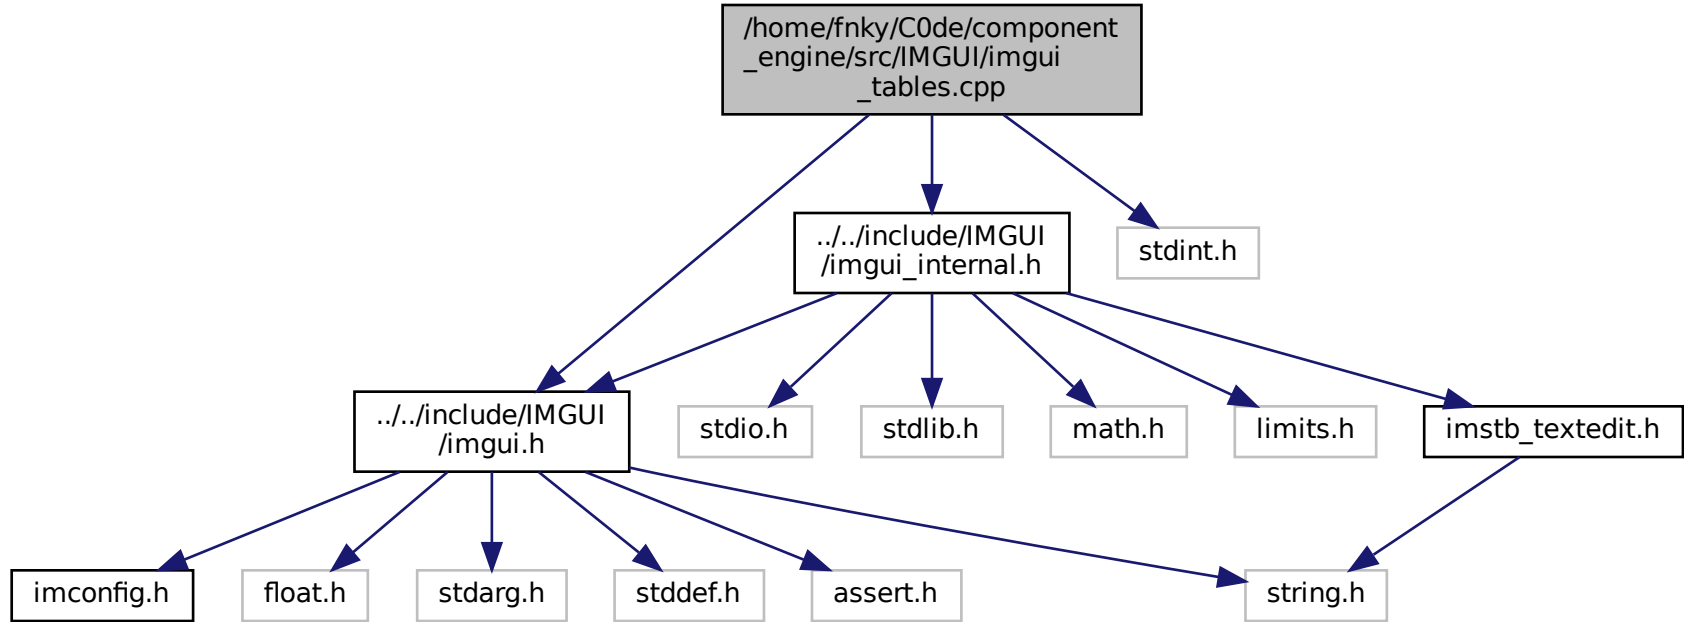 /home/fnky/C0de/component
_engine/src/IMGUI/imgui
_tables.cpp
../../include/IMGUI
/imgui_internal.h
stdint.h
../../include/IMGUI
/imgui.h
stdio.h
stdlib.h
math.h
limits.h
imstb_textedit.h
imconfig.h
float.h
stdarg.h
stddef.h
assert.h
string.h